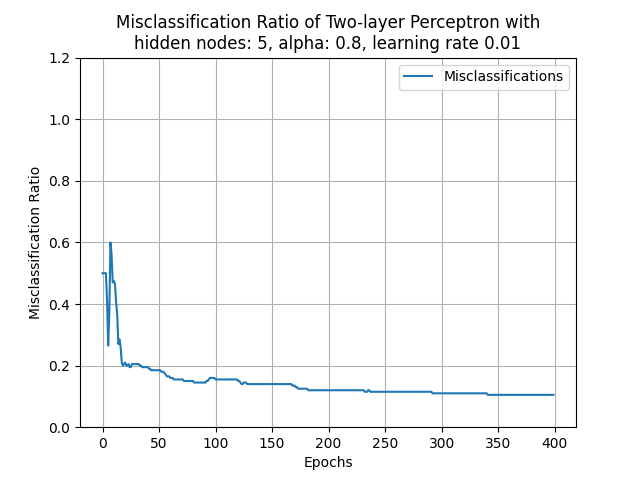 Misclassification Ratio of Two-layer Perceptron with
hidden nodes: 5, alpha: 0.8, learning rate 0.01
Misclassifications
1.2
1.0
0.8
0.6
0.4
0.2
0.0
Misclassification Ratio
0 50 100 150 200 250 300 350 400
Epochs